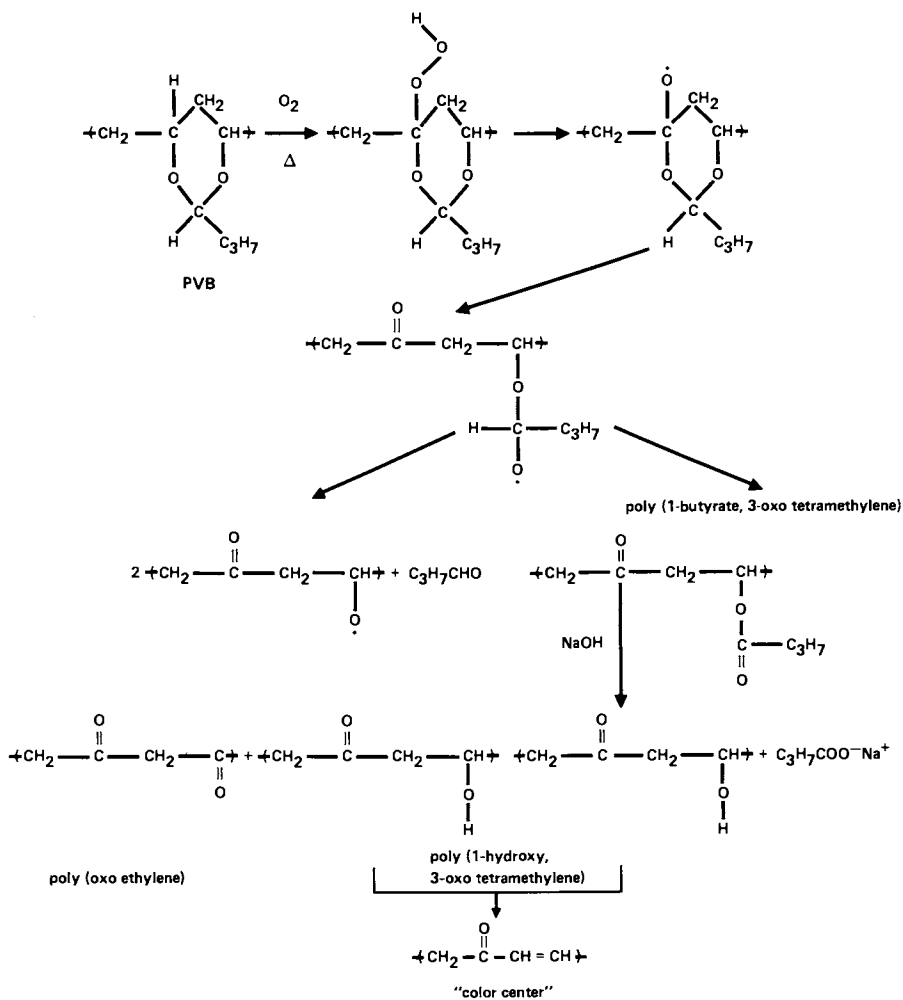 H
O
O
Ȯ
H
CH₂
O₂
CH₂
CH₂
CH₂ — C
CH
Δ
CH₂ — C
CH
CH₂ — C
CH
O
O
O
O
O
O
C
C
C
H
C₃H₇
H
C₃H₇
H
C₃H₇
PVB
O
CH₂ — C — CH₂ — CH
O
H — C — C₃H₇
O
·
poly (1-butyrate, 3-oxo tetramethylene)
O
O
2 CH₂ — C — CH₂ — CH + C₃H₇CHO
CH₂ — C — CH₂ — CH
O
·
O
NaOH
C — C₃H₇
O
O
O
O
CH₂ — C — CH₂ — C + CH₂ — C — CH₂ — CH
CH₂ — C — CH₂ — CH + C₃H₇COO⁻Na⁺
O
O
O
H
H
poly (oxo ethylene)
poly (1-hydroxy,
3-oxo tetramethylene)
O
CH₂ — C — CH = CH
"color center"